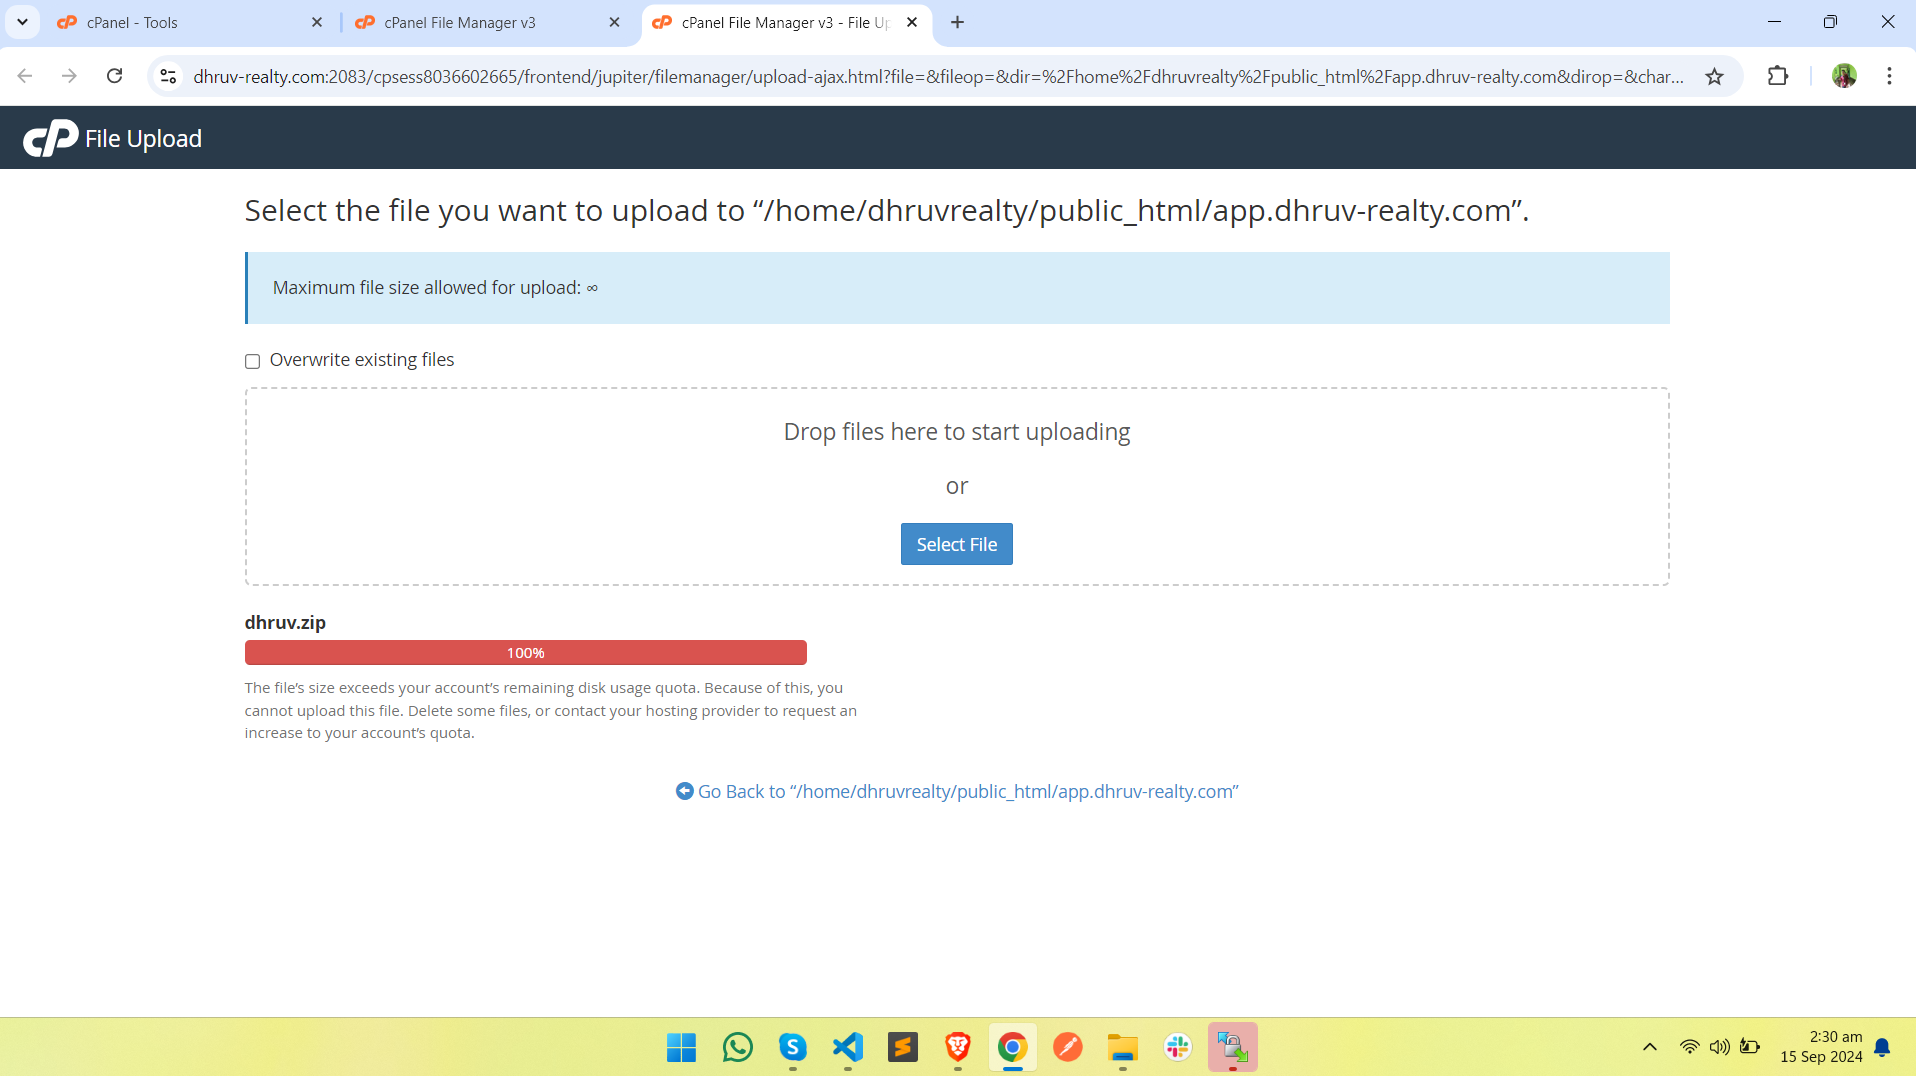 cPanel - Tools
cPanel File Manager v3
cPanel File Manager v3 - File Up
dhruv-realty.com:2083/cpsess8036602665/frontend/jupiter/filemanager/upload-ajax.html?file=&fileop=&dir=%2Fhome%2Fdhruvrealty%2Fpublic_html%2Fapp.dhruv-realty.com&dirop=&char...
cP File Upload
Select the file you want to upload to “/home/dhruvrealty/public_html/app.dhruv-realty.com”.
Maximum file size allowed for upload: ∞
Overwrite existing files
Drop files here to start uploading
or
Select File
dhruv.zip
100%
The file’s size exceeds your account’s remaining disk usage quota. Because of this, you
cannot upload this file. Delete some files, or contact your hosting provider to request an
increase to your account’s quota.
Go Back to “/home/dhruvrealty/public_html/app.dhruv-realty.com”
2:30 am
15 Sep 2024